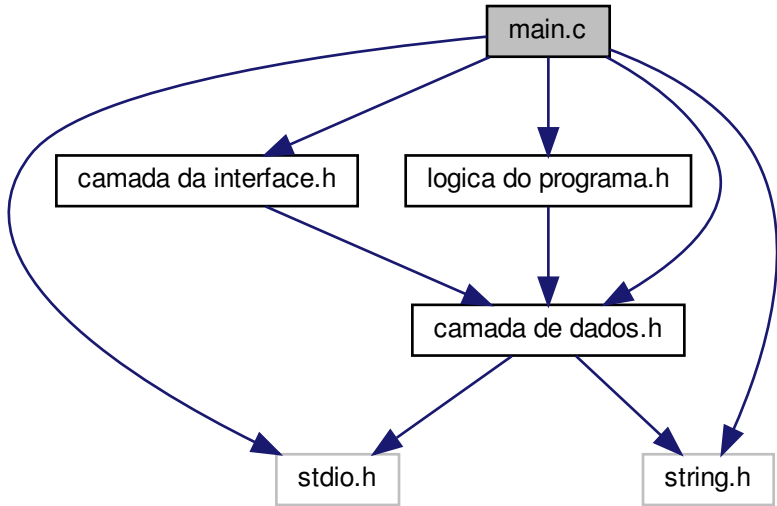 main.c
camada da interface.h
logica do programa.h
camada de dados.h
stdio.h
string.h